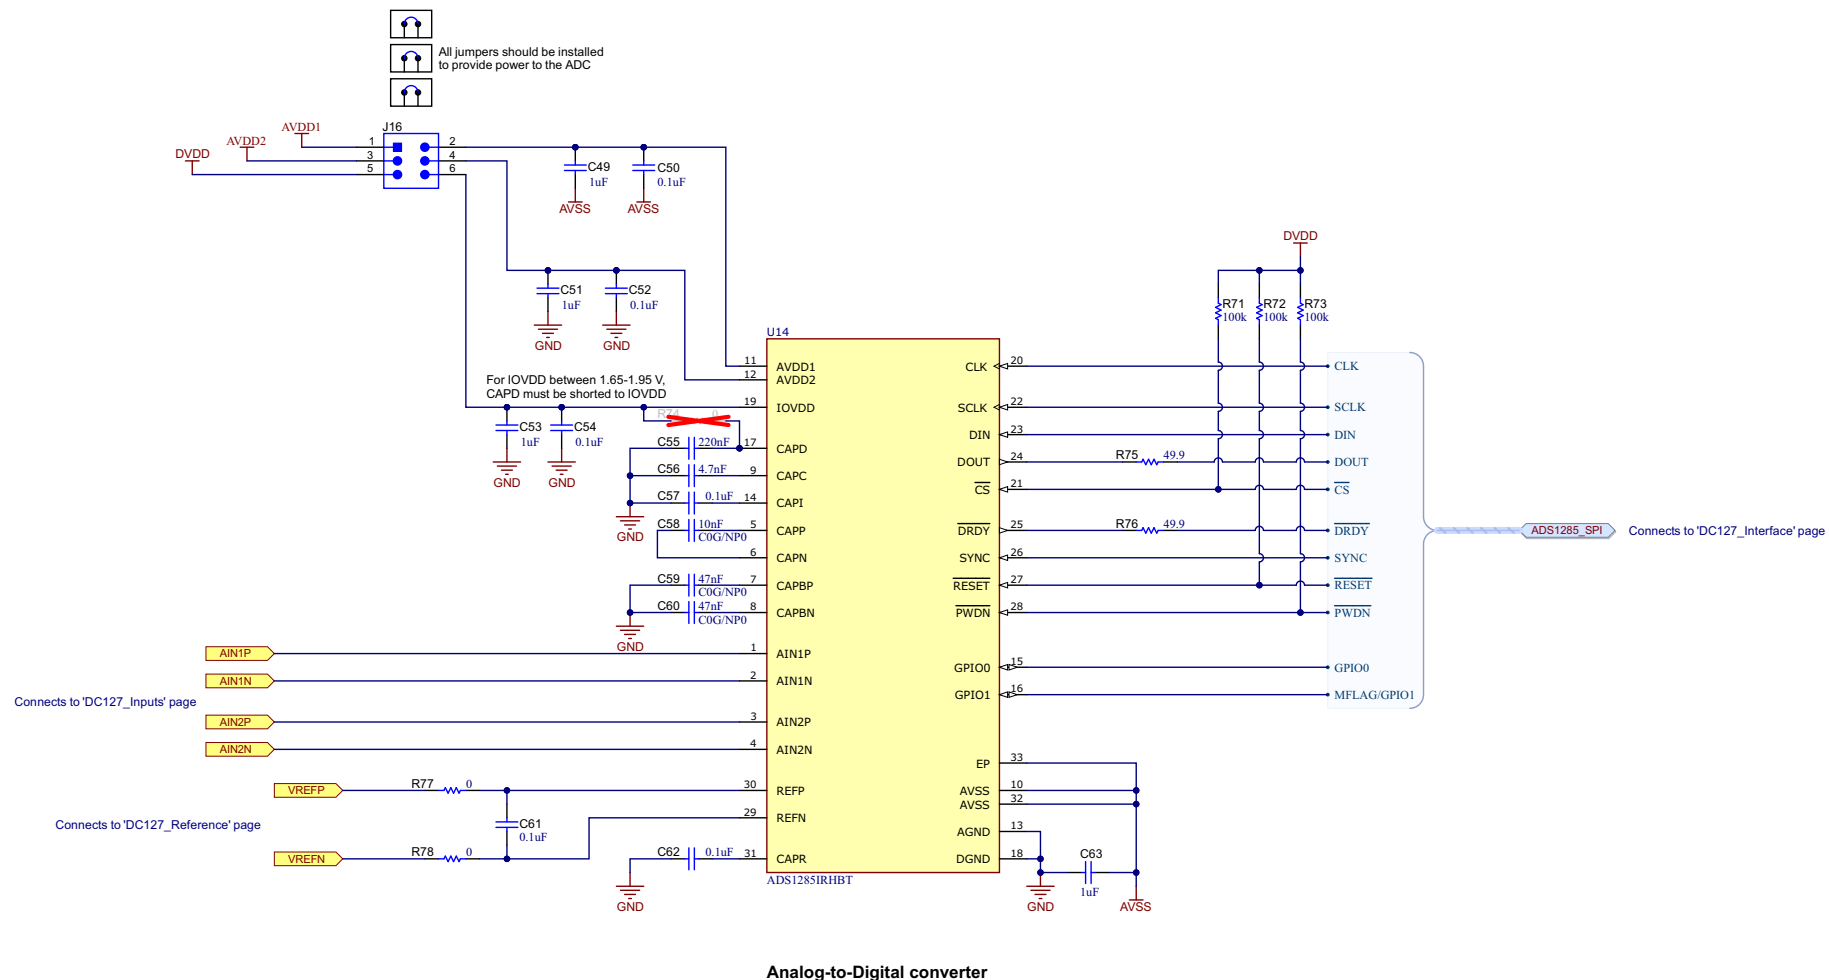 All jumpers should be installed
to provide power to the ADC
J16
AVDD1
AVDD2
DVDD
1 2
3 4
5 6
C49
1uF
AVSS
C50
0.1uF
AVSS
C51
1uF
GND
C52
0.1uF
GND
For IOVDD between 1.65-1.95 V,
CAPD must be shorted to IOVDD
R74 0
C53
1uF
GND
C54
0.1uF
GND
C55 220nF
C56 4.7nF
C57 0.1uF
GND
C58 10nF
C0G/NP0
C59 47nF
C0G/NP0
C60 47nF
C0G/NP0
GND
AIN1P
AIN1N
Connects to 'DC127_Inputs' page
AIN2P
AIN2N
VREFP
R77 0
Connects to 'DC127_Reference' page
C61
0.1uF
VREFN
R78 0
C62 0.1uF
GND
U14
11 AVDD1
12 AVDD2
19 IOVDD
17 CAPD
9 CAPC
14 CAPI
5 CAPP
6 CAPN
7 CAPBP
8 CAPBN
1 AIN1P
2 AIN1N
3 AIN2P
4 AIN2N
30 REFP
29 REFN
31 CAPR
ADS1285IRHBT
CLK 20
SCLK 22
DIN 23
DOUT 24
CS 21
DRDY 25
SYNC 26
RESET 27
PWDN 28
GPIO0 15
GPIO1 16
EP 33
AVSS 10
AVSS 32
AGND 13
DGND 18
C63
1uF
GND
AVSS
DVDD
R71
100k
R72
100k
R73
100k
R75 49.9
R76 49.9
CLK
SCLK
DIN
DOUT
CS
DRDY
SYNC
RESET
PWDN
GPIO0
MFLAG/GPIO1
ADS1285_SPI
Connects to 'DC127_Interface' page
Analog-to-Digital converter